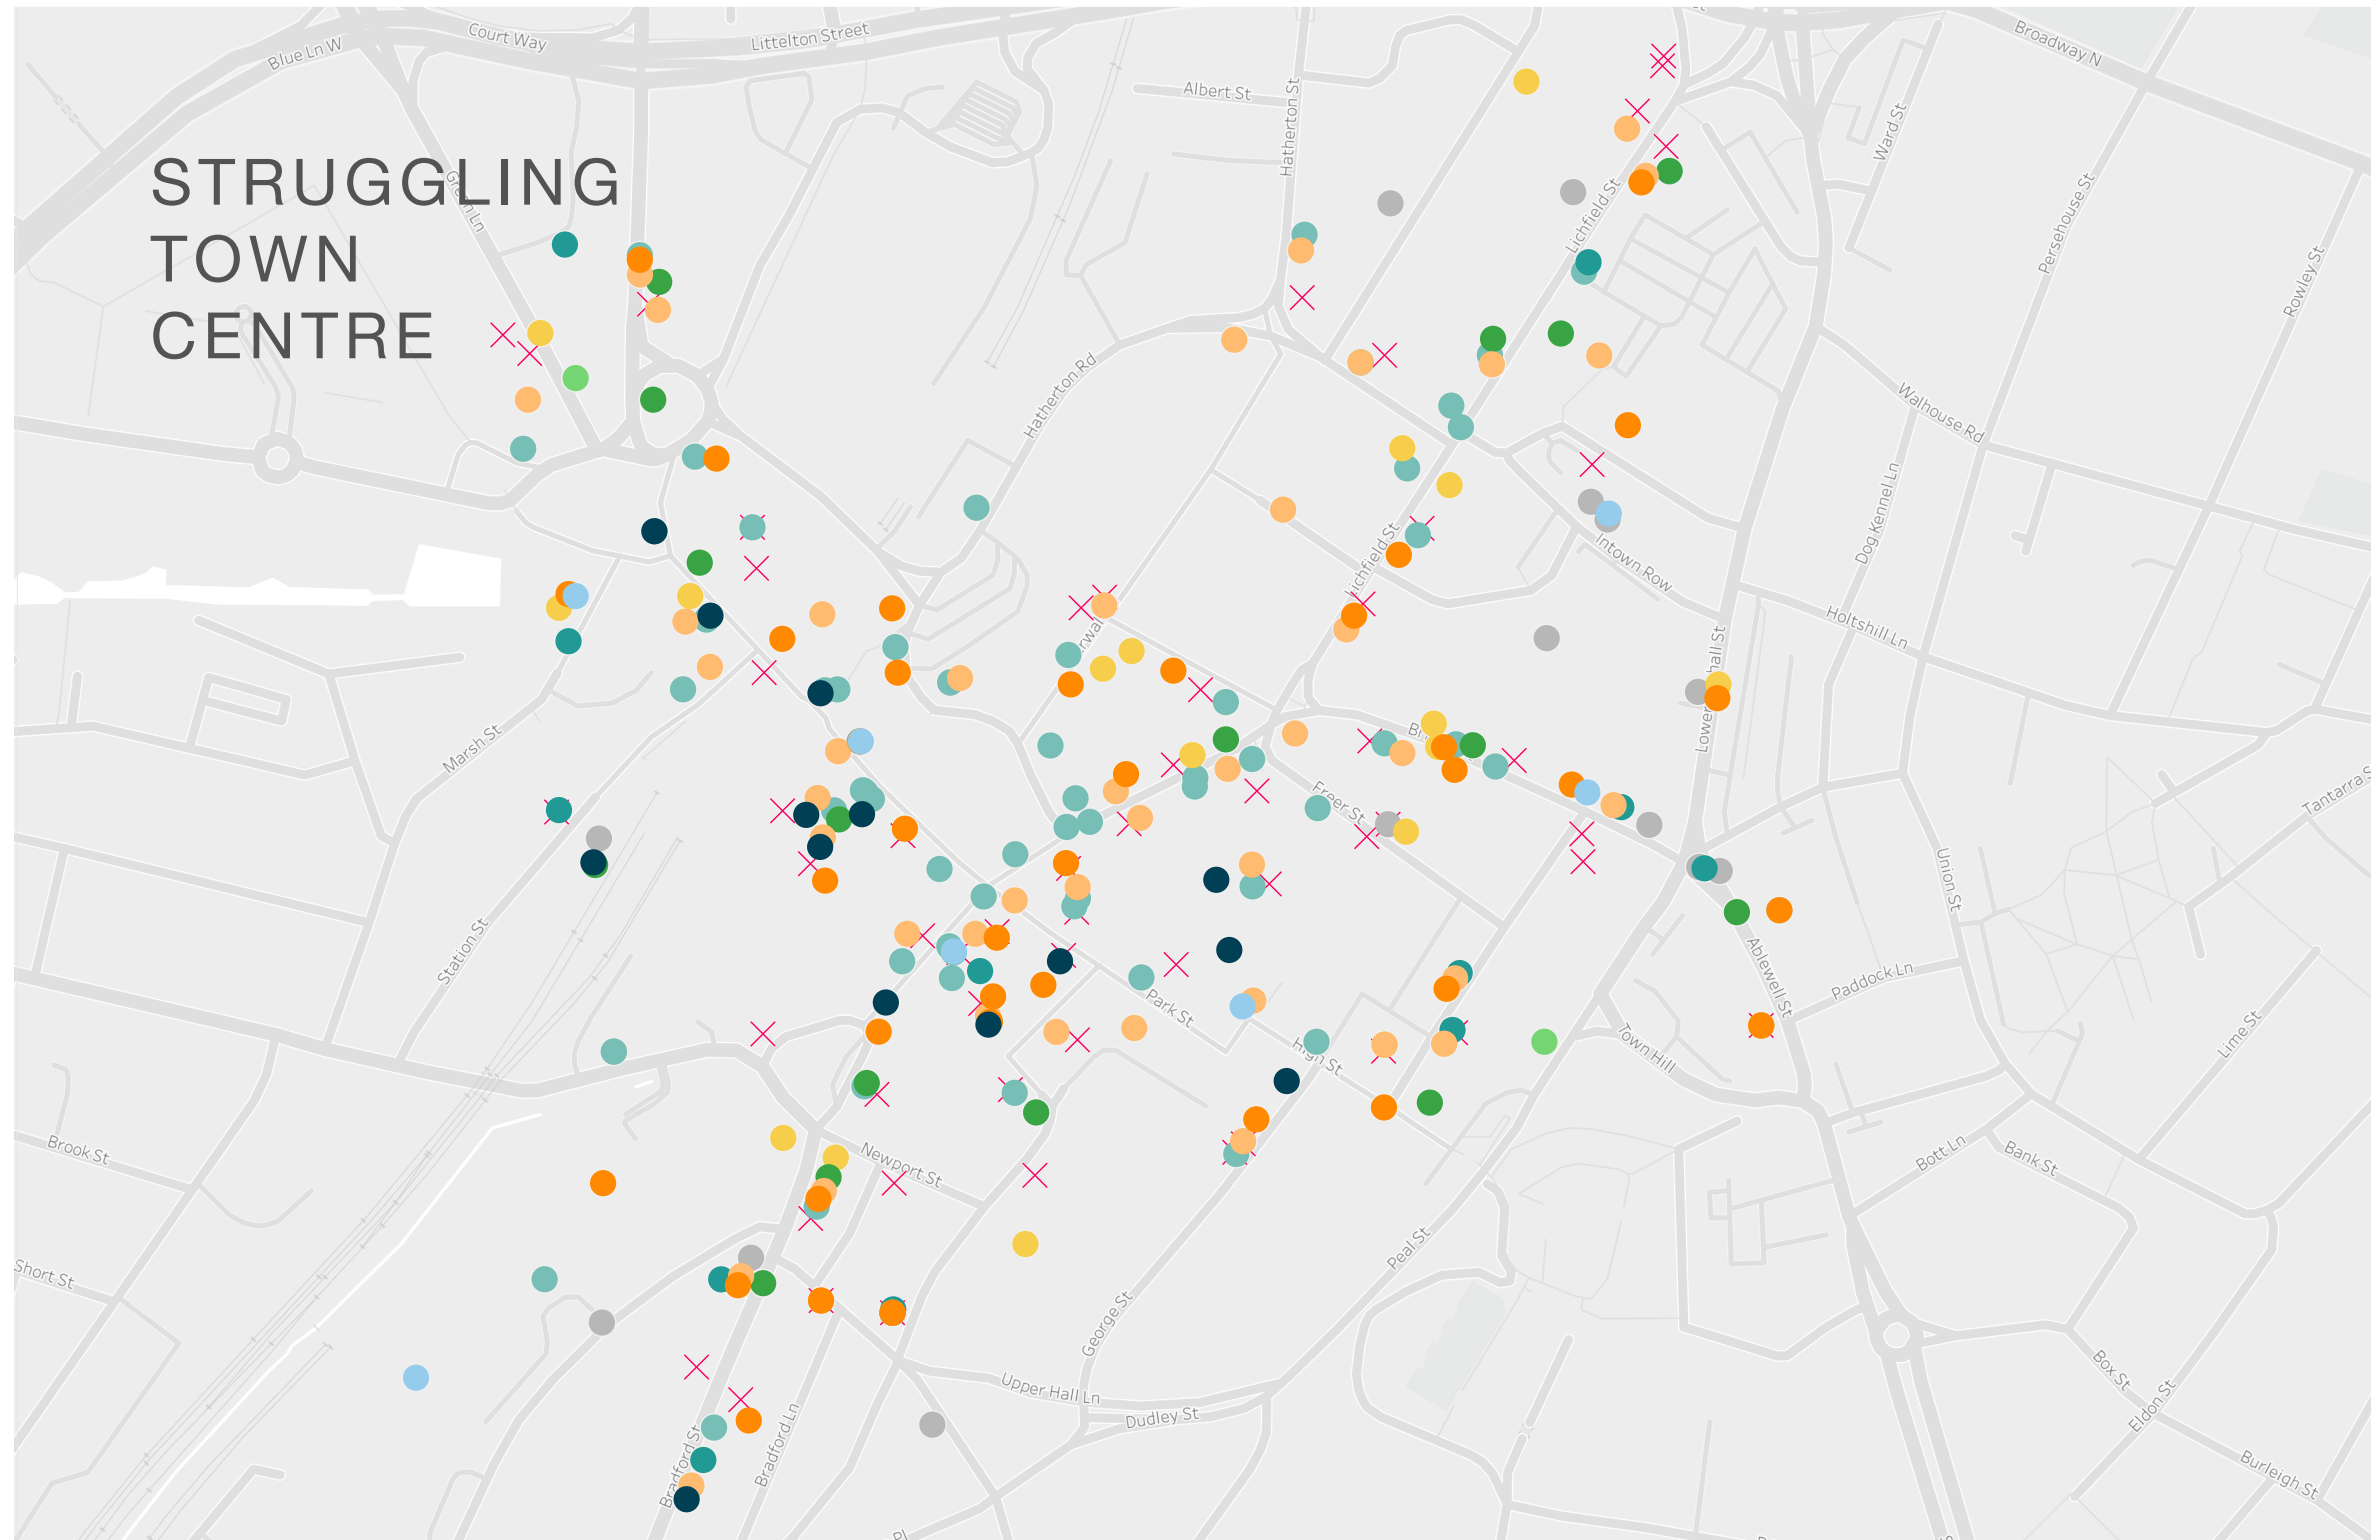 Court Way
Littelton Street
Blue Ln W
Broadway N
Albert St
Hatherton St
Ward St
STRUGGLING
TOWN
CENTRE
Green Ln
Lichfield St
Persehouse St
Rowley St
Hatherton Rd
Walhouse Rd
Dog Kennel Ln
Lichfield St
Intown Row
Holtshill Ln
Marsh St
Freer St
Tantarra S
Union St
Station St
Ablewell St
Paddock Ln
Park St
High St
Town Hill
Lime St
Brook St
Newport St
Bott Ln
Bank St
Short St
Peal St
George St
Upper Hall Ln
Dudley St
Box St
Eldon St
Bradford St
Bradford Ln
Burleigh St
Pl